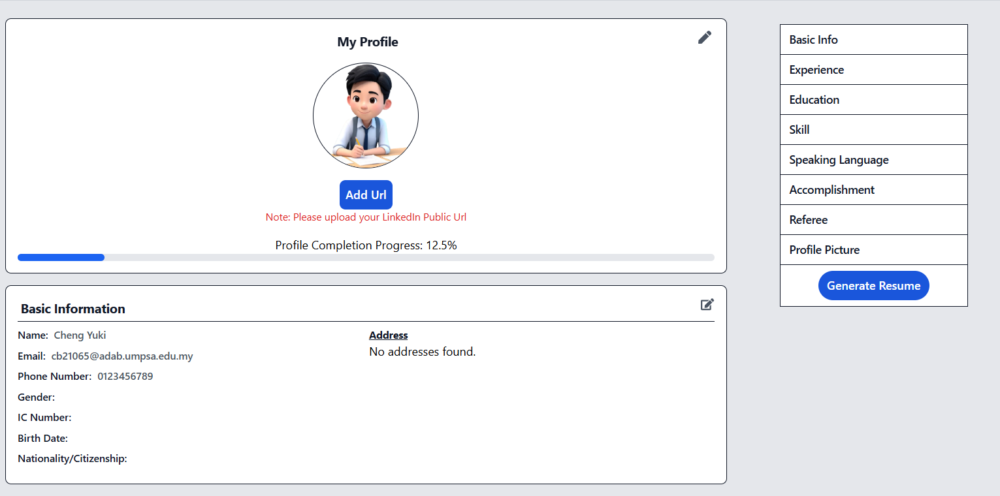 My Profile
Add Url
Note: Please upload your LinkedIn Public Url
Profile Completion Progress: 12.5%
Basic Information
Name: Cheng Yuki
Email: cb21065@adab.umpsa.edu.my
Phone Number: 0123456789
Gender:
IC Number:
Birth Date:
Nationality/Citizenship:
Address
No addresses found.
Basic Info
Experience
Education
Skill
Speaking Language
Accomplishment
Referee
Profile Picture
Generate Resume